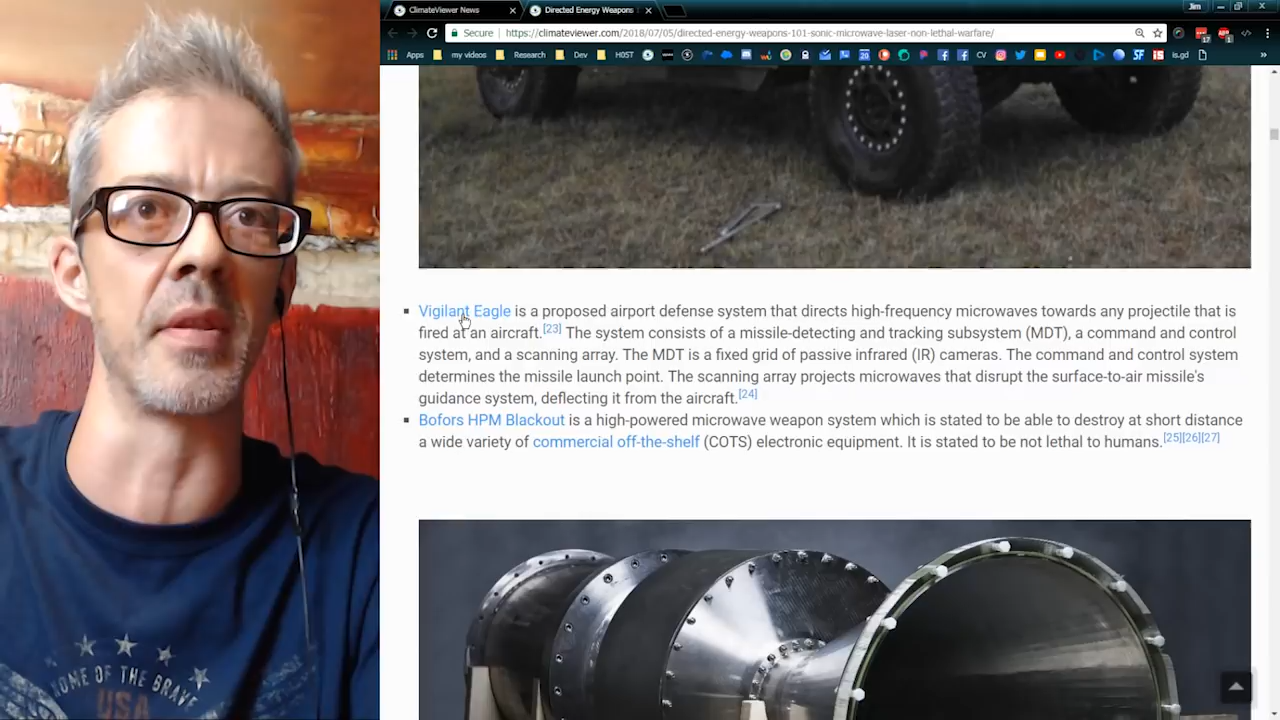 ClimateViewer News
Directed Energy Weapons
Jim
Secure
https://climateviewer.com/2018/07/05/directed-energy-weapons-101-sonic-microwave-laser-non-lethal-warfare/
Apps my videos Research Dev H05T CV is.gd
Vigilant Eagle is a proposed airport defense system that directs high-frequency microwaves towards any projectile that is
fired at an aircraft.[23] The system consists of a missile-detecting and tracking subsystem (MDT), a command and control
system, and a scanning array. The MDT is a fixed grid of passive infrared (IR) cameras. The command and control system
determines the missile launch point. The scanning array projects microwaves that disrupt the surface-to-air missile's
guidance system, deflecting it from the aircraft.[24]
Bofors HPM Blackout is a high-powered microwave weapon system which is stated to be able to destroy at short distance
a wide variety of commercial off-the-shelf (COTS) electronic equipment. It is stated to be not lethal to humans.[25][26][27]
HOME OF THE BRAVE
USA